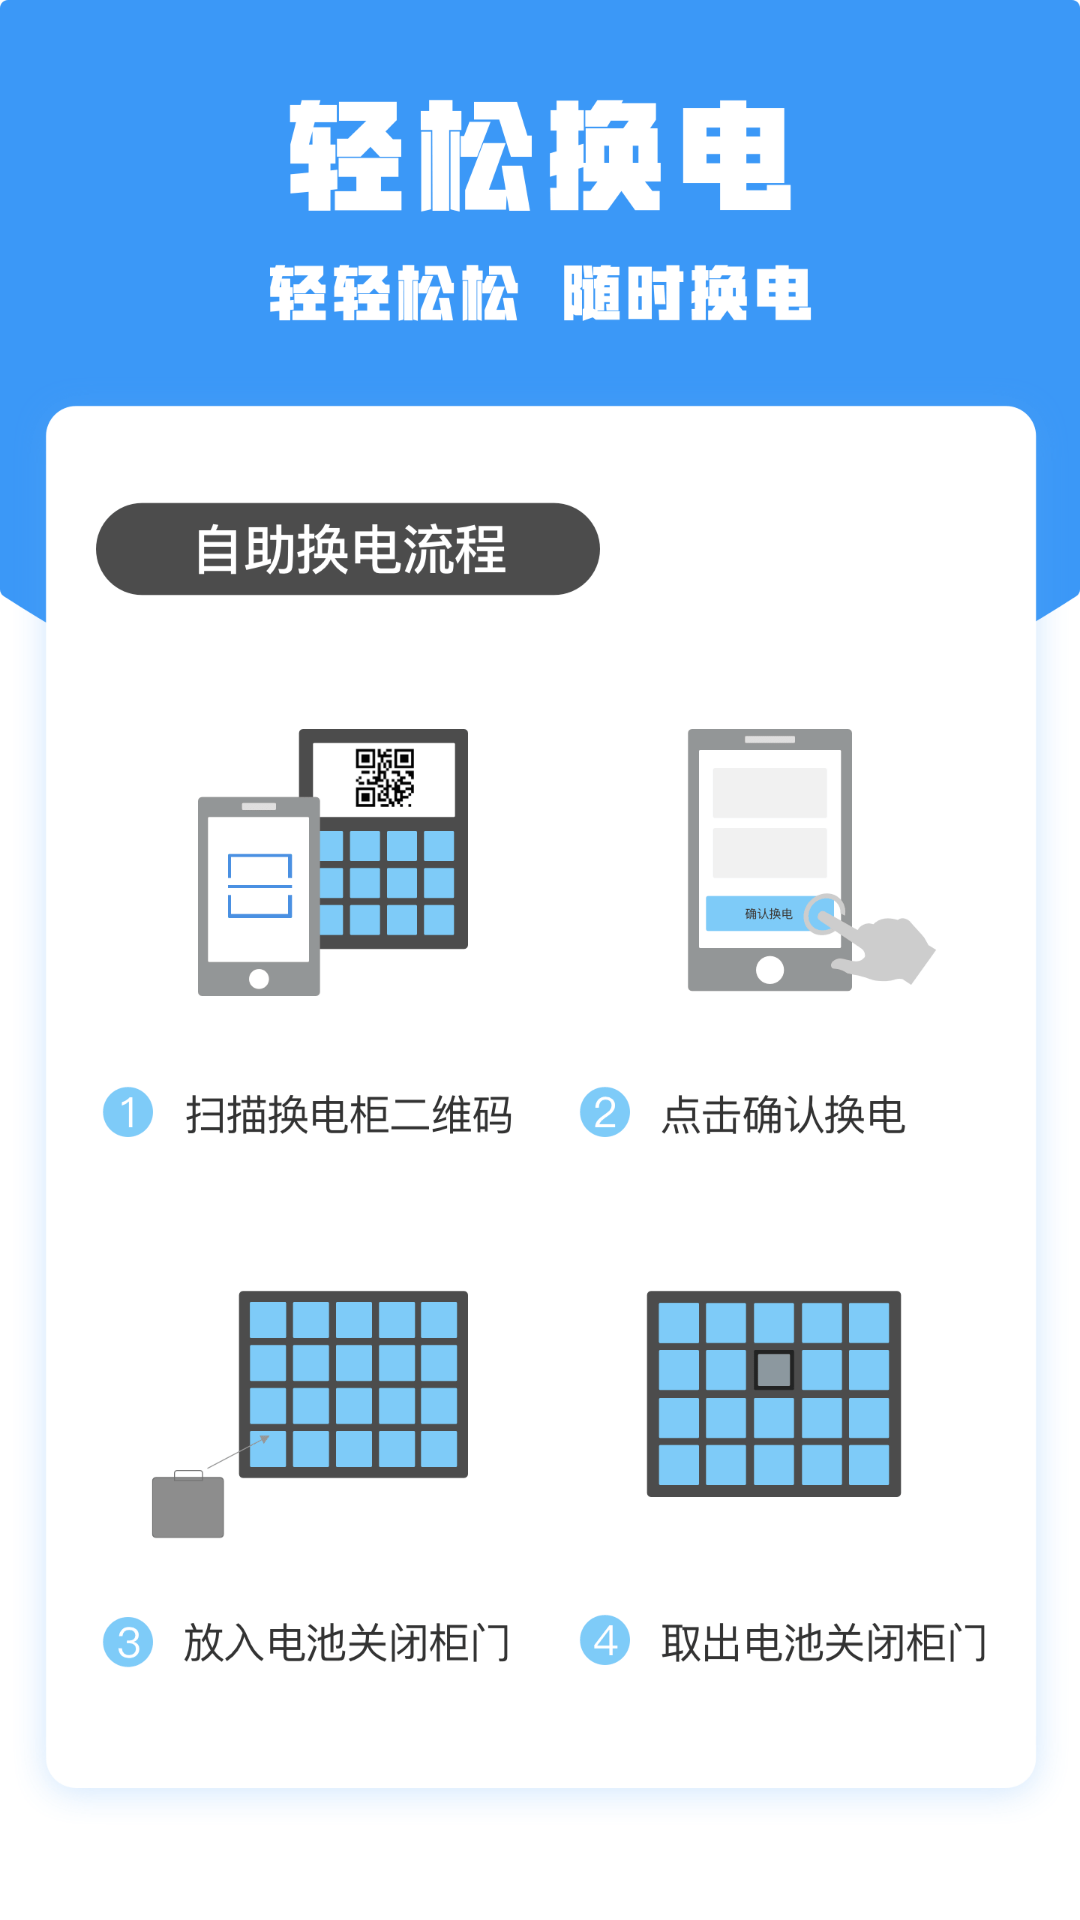 轻松换电
轻轻松松 随时换电
自助换电流程
确认换电
1 扫描换电柜二维码
2 点击确认换电
3 放入电池关闭柜门
4 取出电池关闭柜门